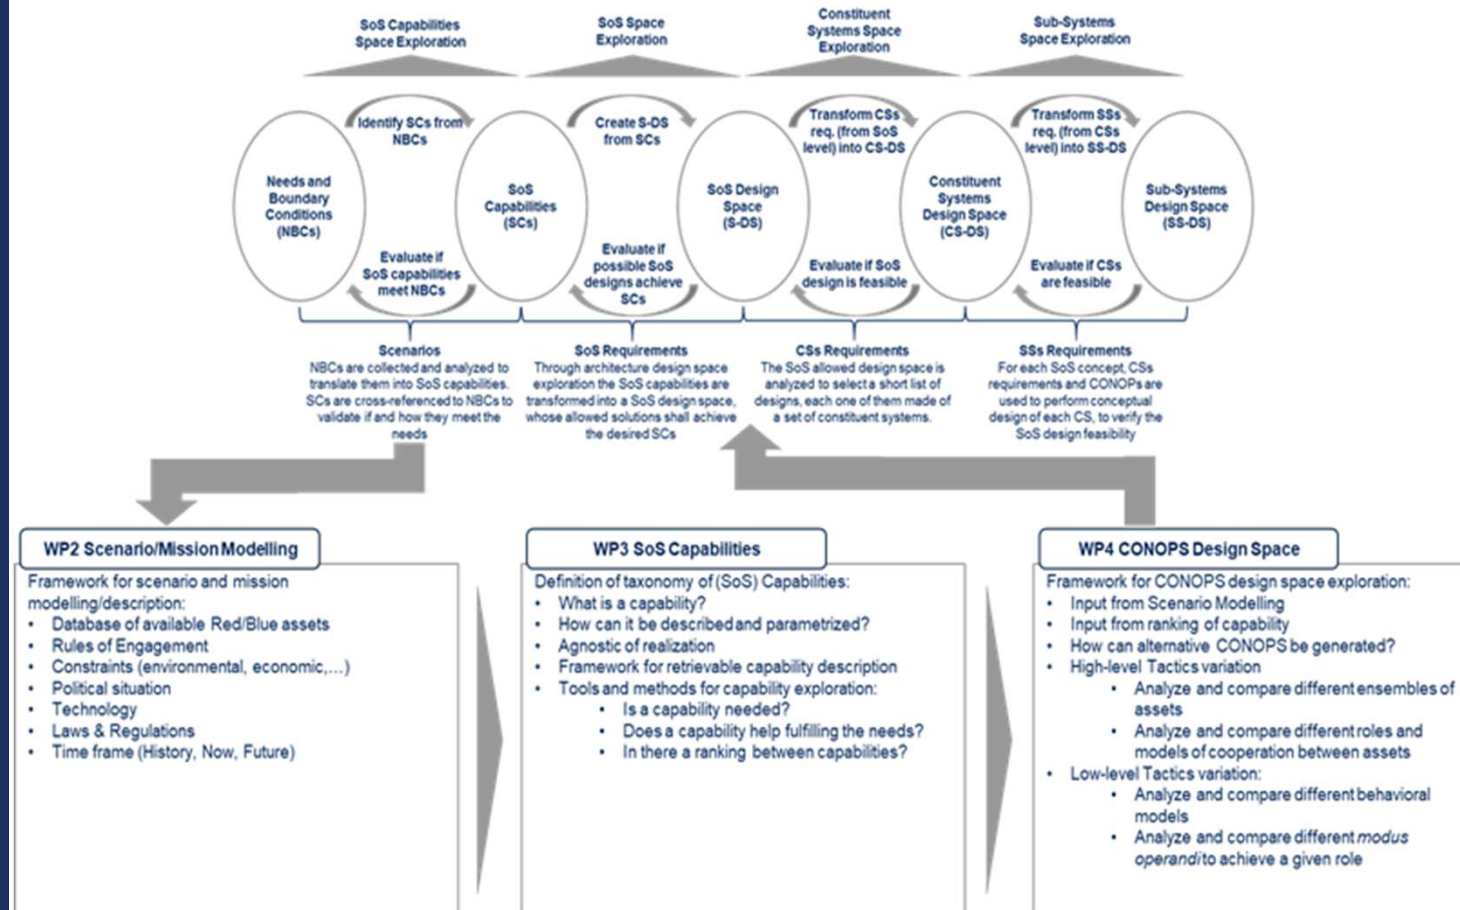 SoS Capabilities
Space Exploration
SoS Space
Exploration
Constituent
Systems Space
Exploration
Sub-Systems
Space Exploration
Identify SCs from
NBCs
Create S-DS
from SCs
Transform CSs
req. (from SoS
level) into CS-DS
Transform SSs
req. (from CSs
level) into SS-DS
Needs and
Boundary
Conditions
(NBCs)
SoS
Capabilities
(SCs)
SoS Design
Space
(S-DS)
Constituent
Systems
Design Space
(CS-DS)
Sub-Systems
Design Space
(SS-DS)
Evaluate if
SoS capabilities
meet NBCs
Evaluate if
possible SoS
designs achieve
SCs
Evaluate if SoS
design is feasible
Evaluate if CSs
are feasible
Scenarios
NBCs are collected and analyzed to
translate them into SoS capabilities.
SCs are cross-referenced to NBCs to
validate if and how they meet the
needs
SoS Requirements
Through architecture design space
exploration the SoS capabilities are
transformed into a SoS design space,
whose allowed solutions shall achieve
the desired SCs
CSs Requirements
The SoS allowed design space is
analyzed to select a short list of
designs, each one of them made of
a set of constituent systems.
SSs Requirements
For each SoS concept, CSs
requirements and CONOPs are
used to perform conceptual
design of each CS, to verify the
SoS design feasibility
WP2 Scenario/Mission Modelling
Framework for scenario and mission
modelling/description:
• Database of available Red/Blue assets
• Rules of Engagement
• Constraints (environmental, economic,...)
• Political situation
• Technology
• Laws & Regulations
• Time frame (History, Now, Future)
WP3 SoS Capabilities
Definition of taxonomy of (SoS) Capabilities:
• What is a capability?
• How can it be described and parametrized?
• Agnostic of realization
• Framework for retrievable capability description
• Tools and methods for capability exploration:
• Is a capability needed?
• Does a capability help fulfilling the needs?
• In there a ranking between capabilities?
WP4 CONOPS Design Space
Framework for CONOPS design space exploration:
• Input from Scenario Modelling
• Input from ranking of capability
• How can alternative CONOPS be generated?
• High-level Tactics variation
• Analyze and compare different ensembles of
assets
• Analyze and compare different roles and
models of cooperation between assets
• Low-level Tactics variation:
• Analyze and compare different behavioral
models
• Analyze and compare different modus
operandi to achieve a given role